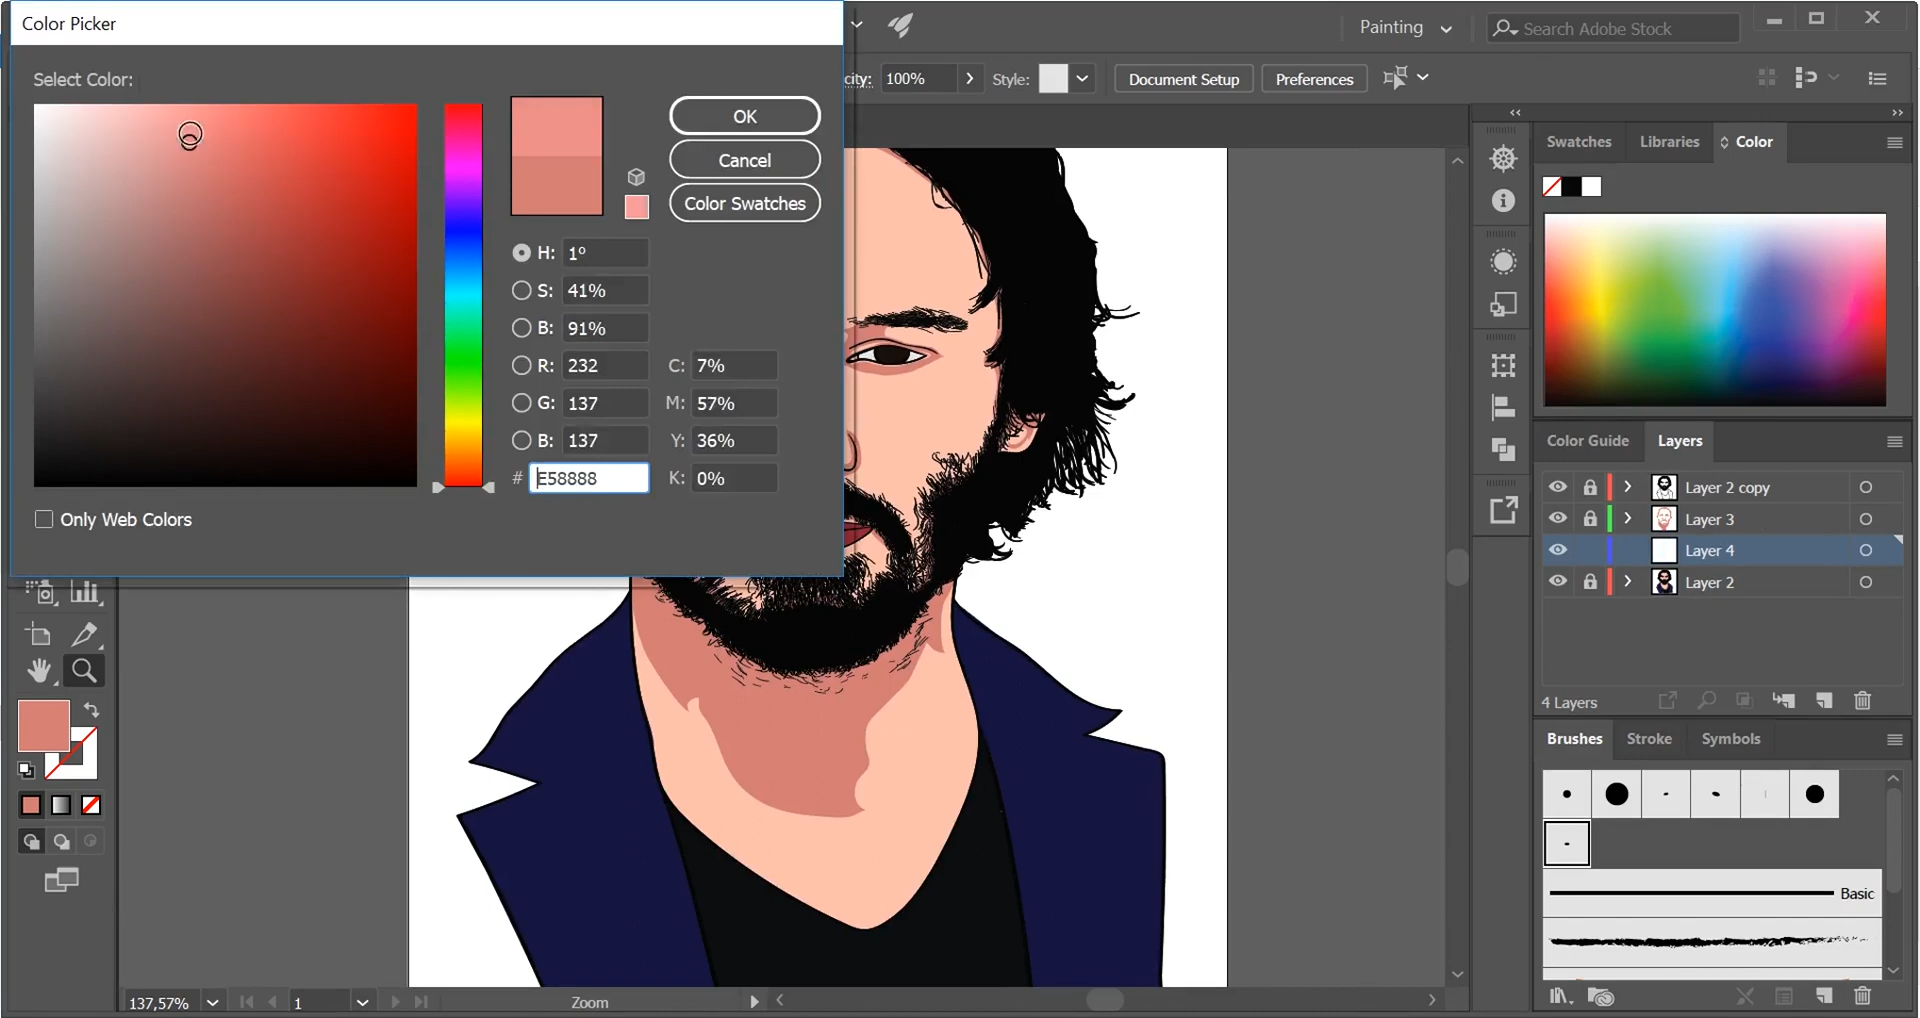 Color Picker
Painting
Search Adobe Stock
Select Color:
city:
100%
Style:
Document Setup
Preferences
OK
Cancel
Color Swatches
H: 1º
S: 41%
B: 91%
R: 232
C: 7%
G: 137
M: 57%
B: 137
Y: 36%
# E58888
K: 0%
Only Web Colors
Swatches
Libraries
Color
Color Guide
Layers
Layer 2 copy
Layer 3
Layer 4
Layer 2
4 Layers
Brushes
Stroke
Symbols
Basic
137,57%
1
Zoom